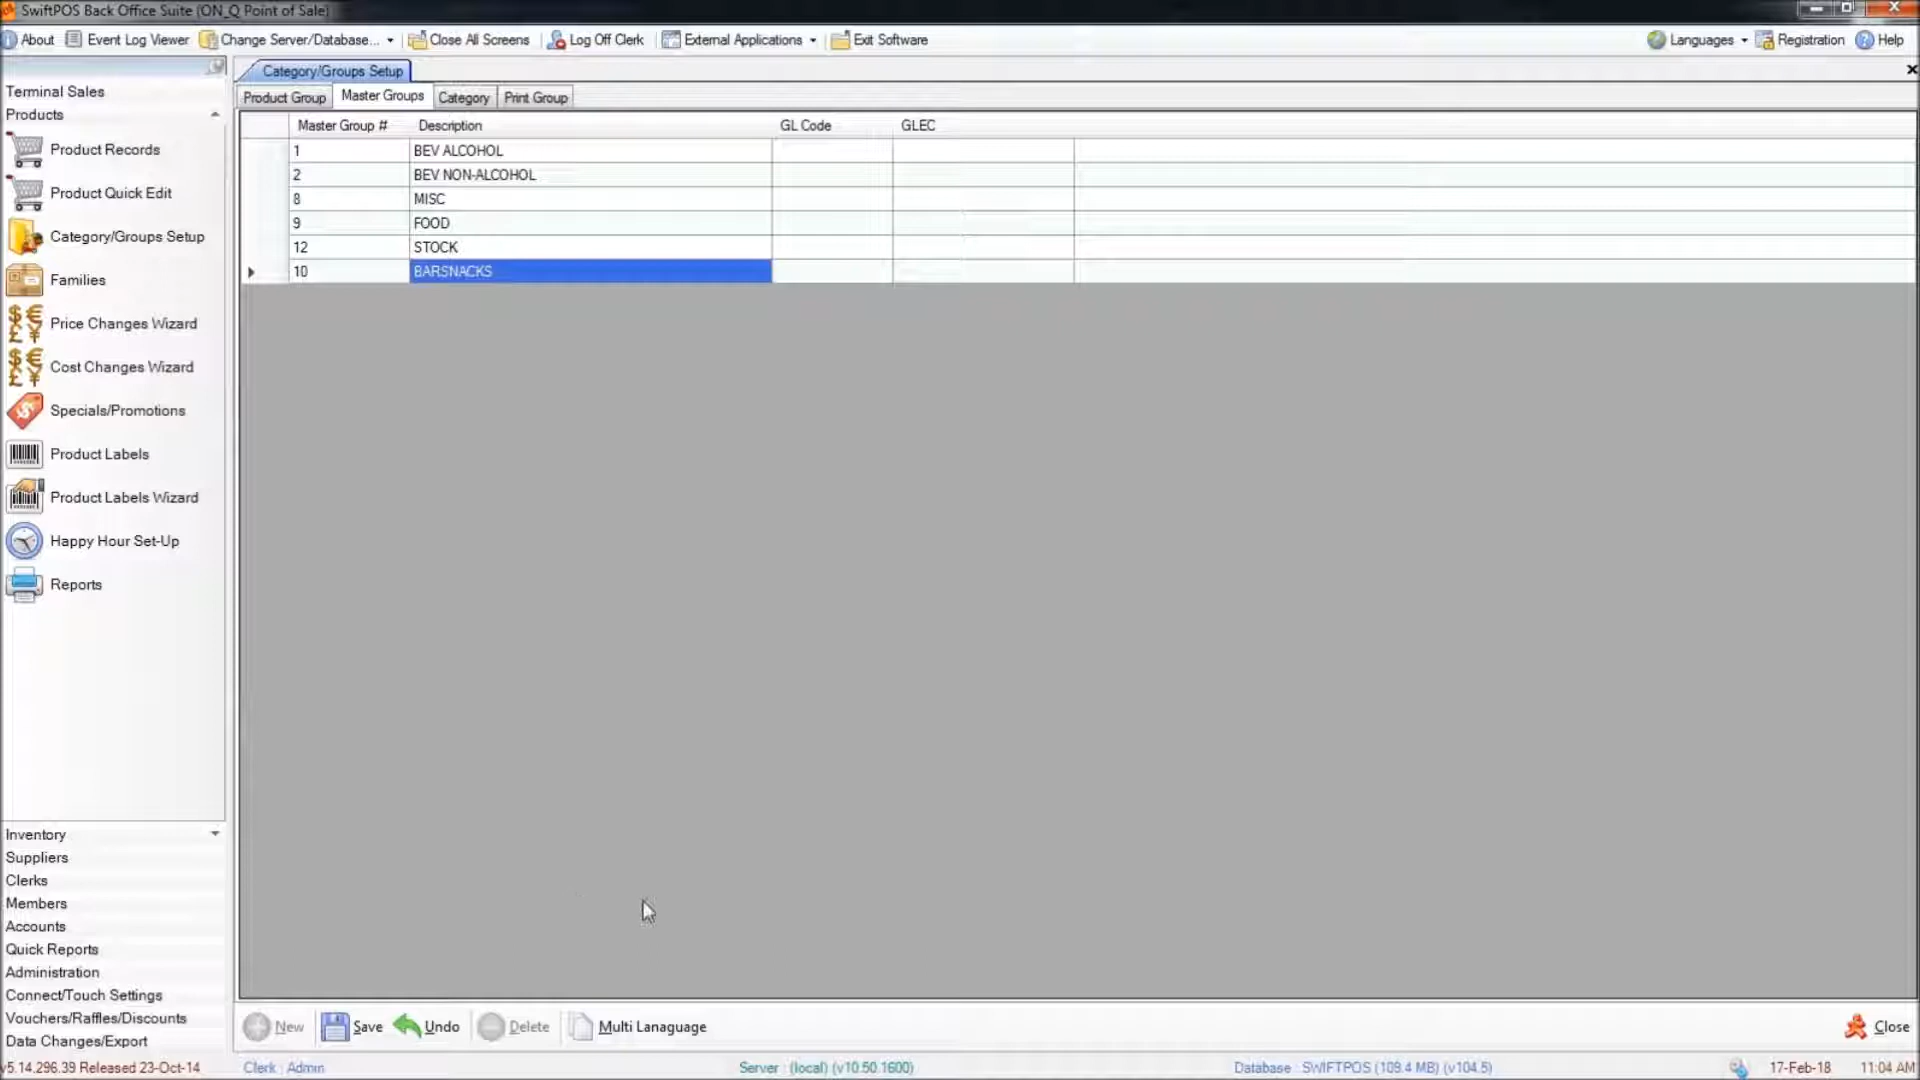 SwiftPOS Back Office Suite (ON_Q Point of Sale)
About Event Log Viewer Change Server/Database... Close All Screens Log Off Clerk External Applications Exit Software Languages Registration Help
Category/Groups Setup
Terminal Sales
Products
Product Records
Product Quick Edit
Category/Groups Setup
Families
Price Changes Wizard
Cost Changes Wizard
Specials/Promotions
Product Labels
Product Labels Wizard
Happy Hour Set-Up
Reports
Inventory
Suppliers
Clerks
Members
Accounts
Quick Reports
Administration
Connect/Touch Settings
Vouchers/Raffles/Discounts
Data Changes/Export
Product Group Master Groups Category Print Group
Master Group # Description GL Code GLEC
1 BEV ALCOHOL
2 BEV NON-ALCOHOL
8 MISC
9 FOOD
12 STOCK
10 BARSNACKS
New Save Undo Delete Multi Lanaguage Close
v5.14.296.39 Released 23-Oct-14 Clerk : Admin Server : (local) (v10.50.1600) Database : SWIFTPOS (109.4 MB) (v104.5) 17-Feb-18 11:04 AM